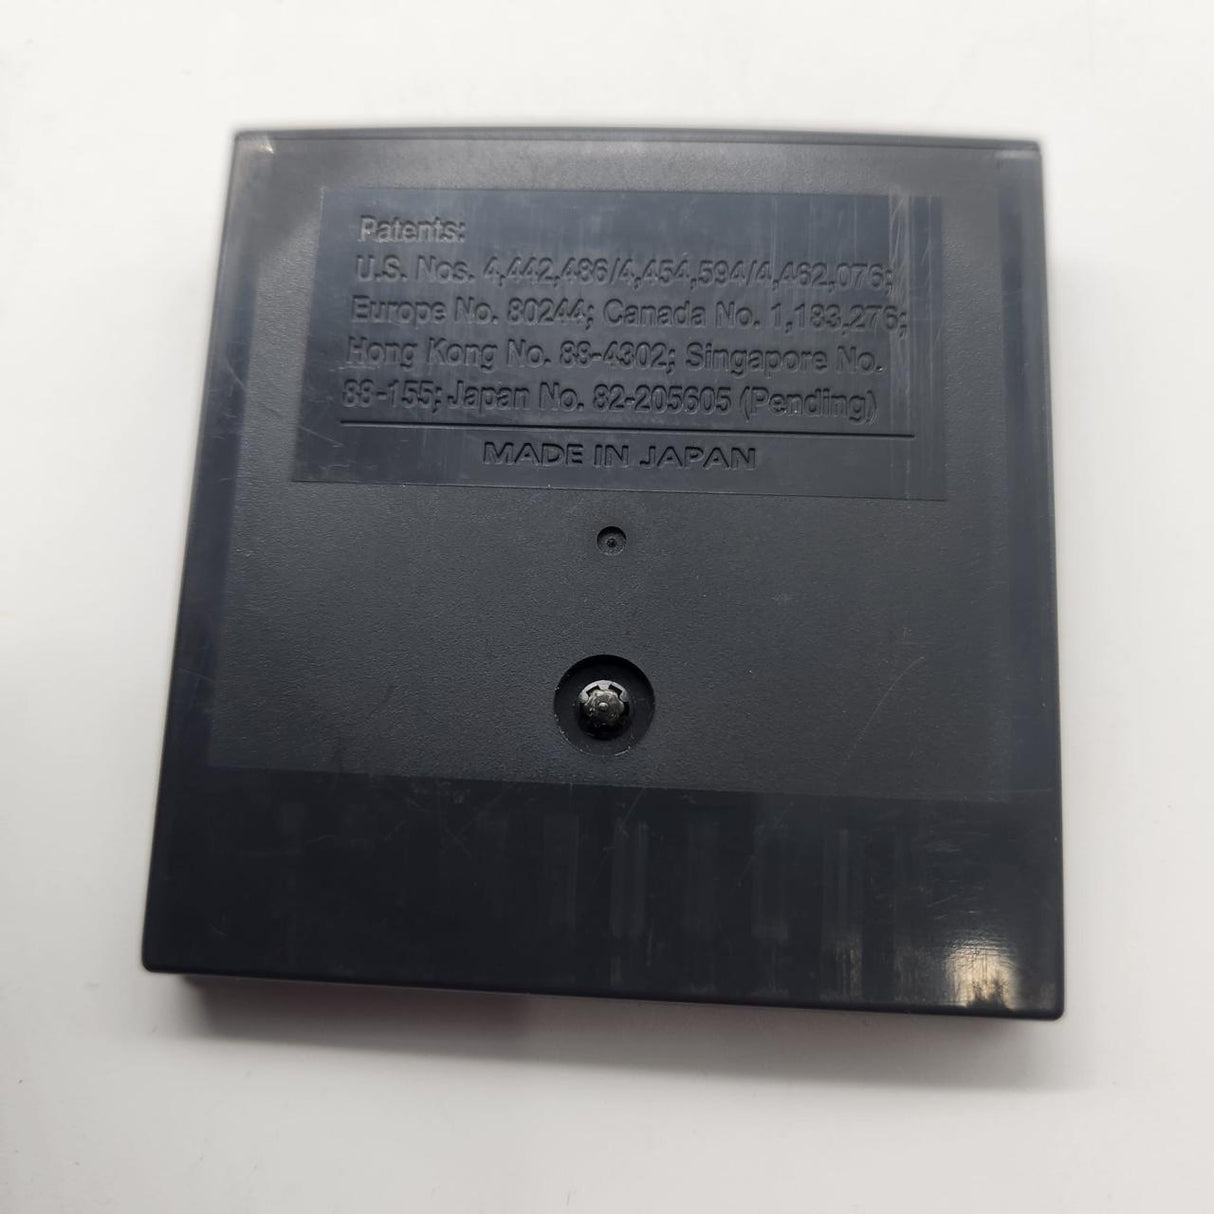 Patents:
U.S. Nos. 4,442,486/4,454,594/4,462,076;
Europe No. 80244; Canada No. 1,183,276;
Hong Kong No. 88-4302; Singapore No.
88-155; Japan No. 82-205605 (Pending)
MADE IN JAPAN